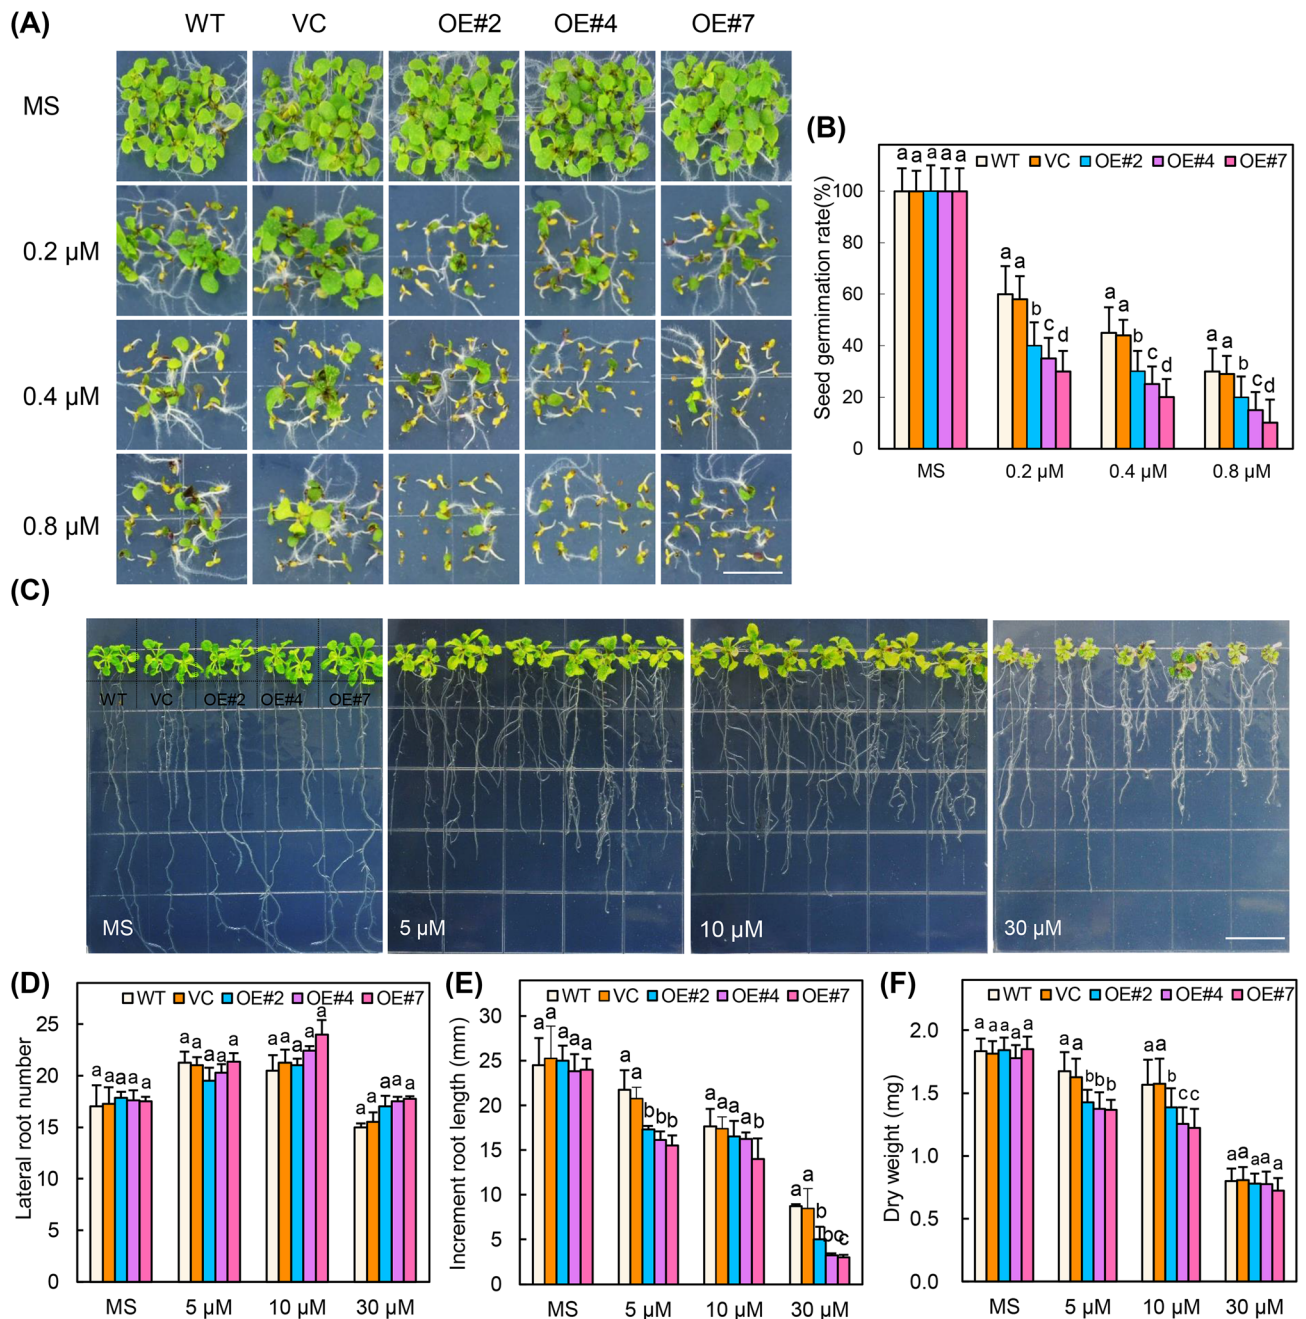 (A)
WT VC OE#2 OE#4 OE#7
MS
0.2 μM
0.4 μM
0.8 μM
(B)
WT VC OE#2 OE#4 OE#7
a a a a a
a a b c d
a a b c d
a a b c d
Seed germimation rate(%)
100
80
60
40
20
0
MS 0.2 μM 0.4 μM 0.8 μM
(C)
WT VC OE#2 OE#4 OE#7
MS 5 μM 10 μM 30 μM
(D)
WT VC OE#2 OE#4 OE#7
a a a a a
a a a a a
a a a a a
a a a a a
Lateral root number
25
20
15
10
5
0
MS 5 μM 10 μM 30 μM
(E)
WT VC OE#2 OE#4 OE#7
a a a a a
a a b b b
a a a a b
a a b bc c
Increment root length (mm)
30
25
20
15
10
5
0
MS 5 μM 10 μM 30 μM
(F)
WT VC OE#2 OE#4 OE#7
a a a a a
a a b b b
a a b c c
a a a a a
Dry weight (mg)
2.0
1.5
1.0
0.5
0.0
MS 5 μM 10 μM 30 μM